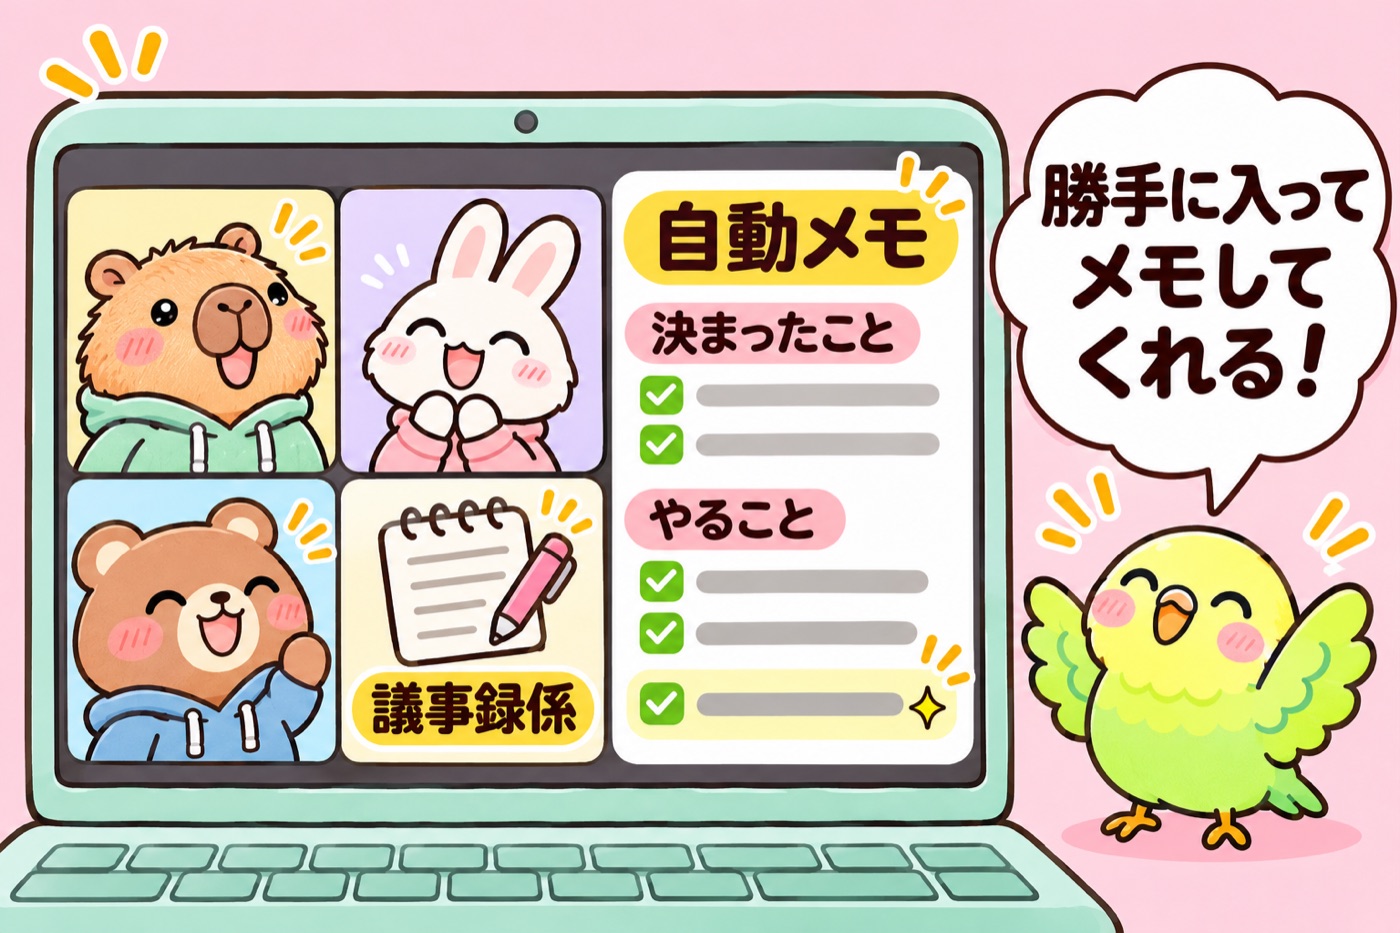 自動メモ
決まったこと
やること
議事録係
勝手に入って
メモして
くれる!